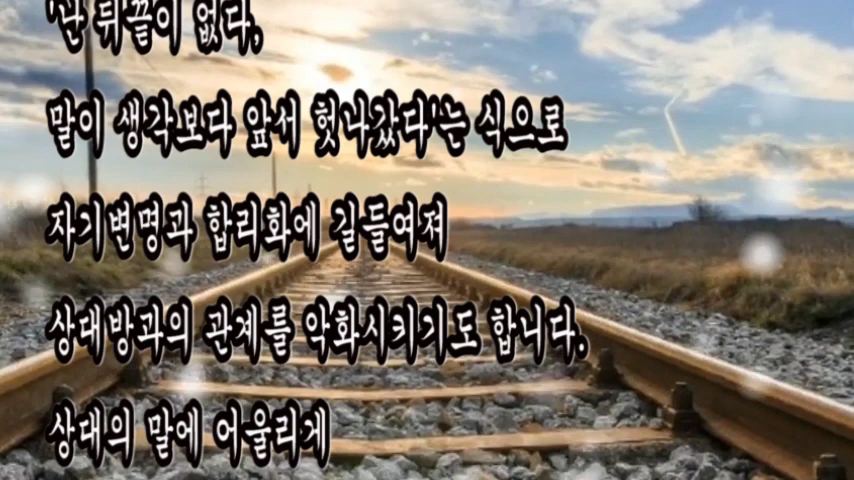 '난 뒤끝이 없다,
말이 생각보다 앞서 헛나갔다'는 식으로
자기변명과 합리화에 길들여져
상대방과의 관계를 악화시키기도 합니다.
상대의 말에 어울리게